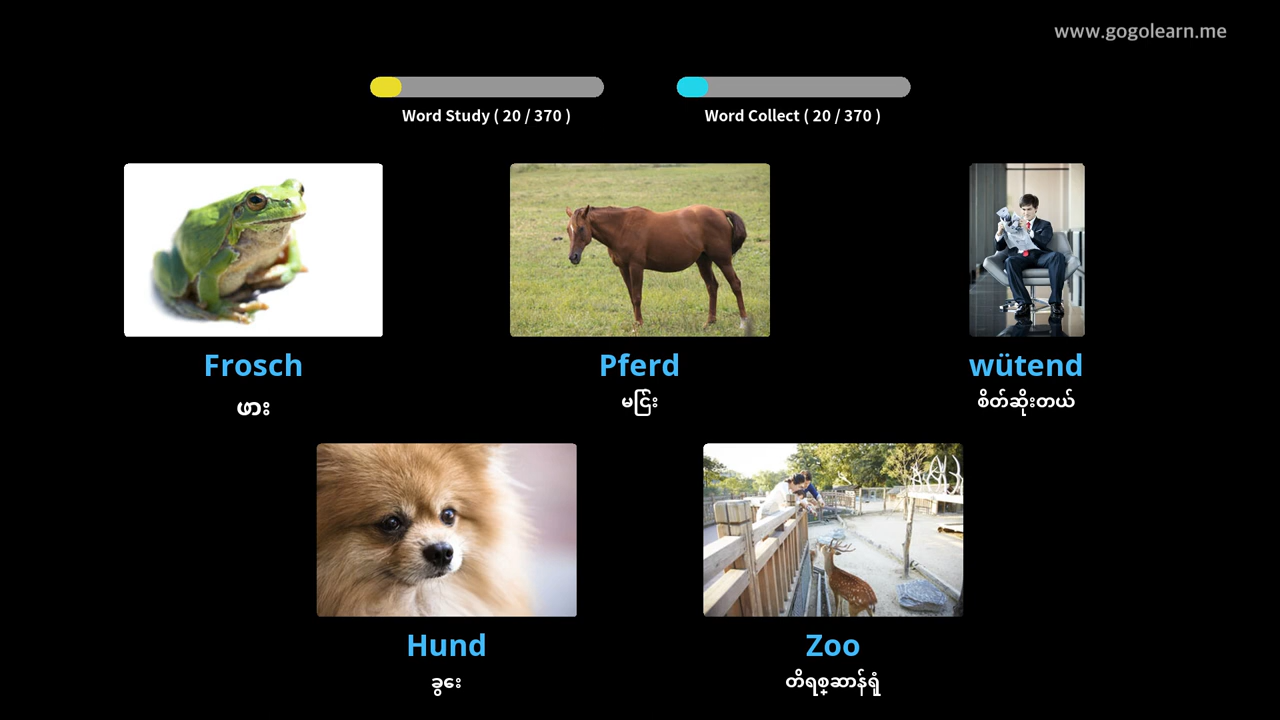 www.gogolearn.me
Word Study ( 20 / 370 )
Word Collect ( 20 / 370 )
Frosch
ဖား
Pferd
မငြ်း
wütend
စိတ်ဆိုးတယ်
Hund
ခွေး
Zoo
တိရစ္ဆာန်ရုံ